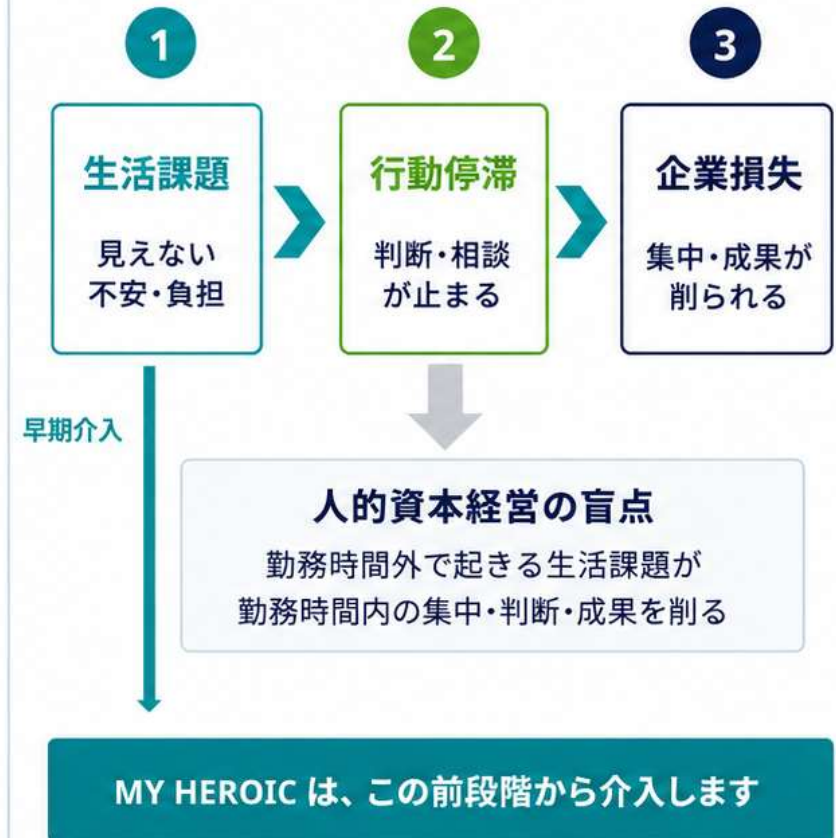 1
2
3
生活課題
見えない
不安・負担
行動停滞
判断・相談
が止まる
企業損失
集中・成果が
削られる
早期介入
人的資本経営の盲点
勤務時間外で起きる生活課題が
勤務時間内の集中・判断・成果を削る
MY HEROIC は、この前段階から介入します